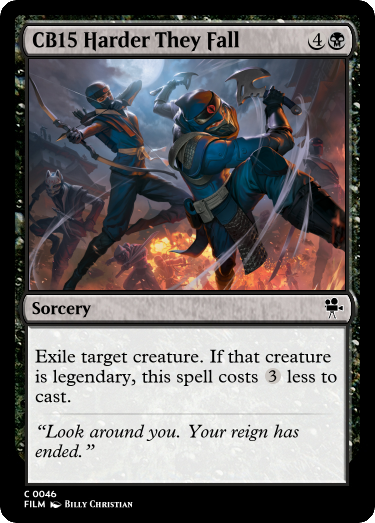 CB15 Harder They Fall 4
Sorcery
Exile target creature. If that creature
is legendary, this spell costs 3 less to
cast.
“Look around you. Your reign has
ended.”
C 0046
FILM Billy Christian